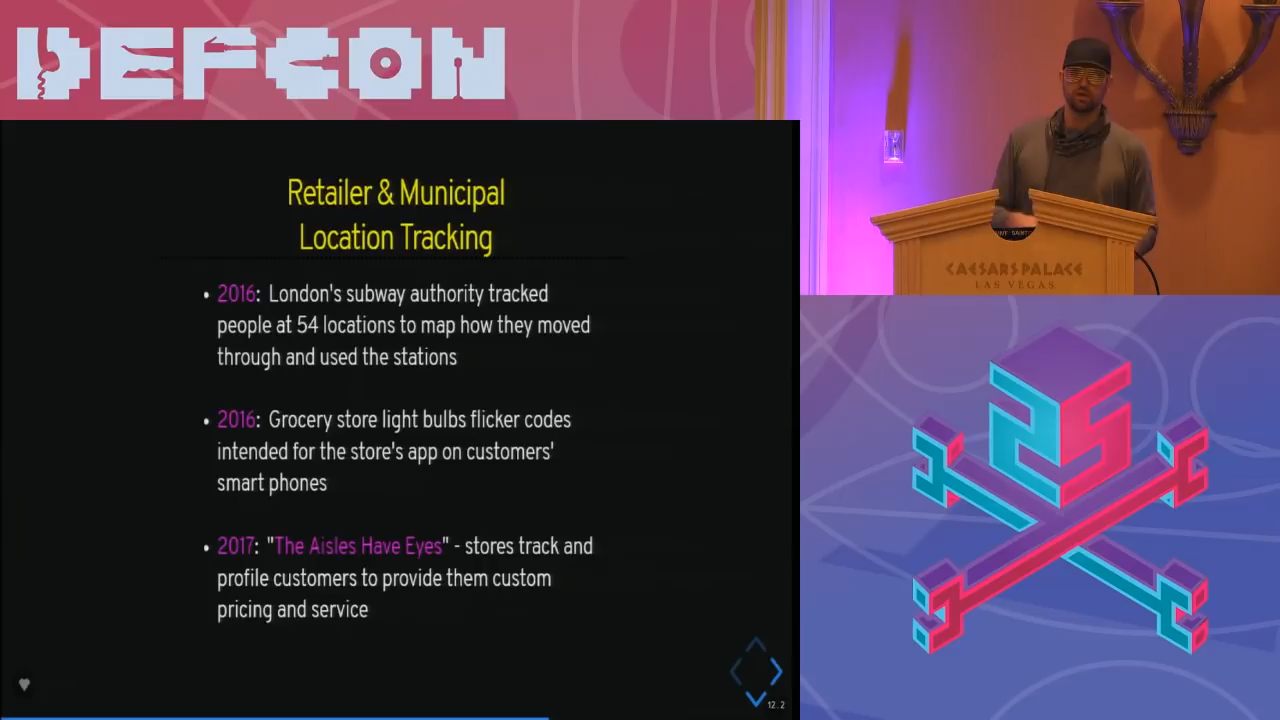 DEFCON
Retailer & Municipal
Location Tracking
• 2016: London's subway authority tracked
people at 54 locations to map how they moved
through and used the stations
• 2016: Grocery store light bulbs flicker codes
intended for the store's app on customers'
smart phones
• 2017: "The Aisles Have Eyes" - stores track and
profile customers to provide them custom
pricing and service
12.2
CAESARS PALACE
LAS VEGAS
25